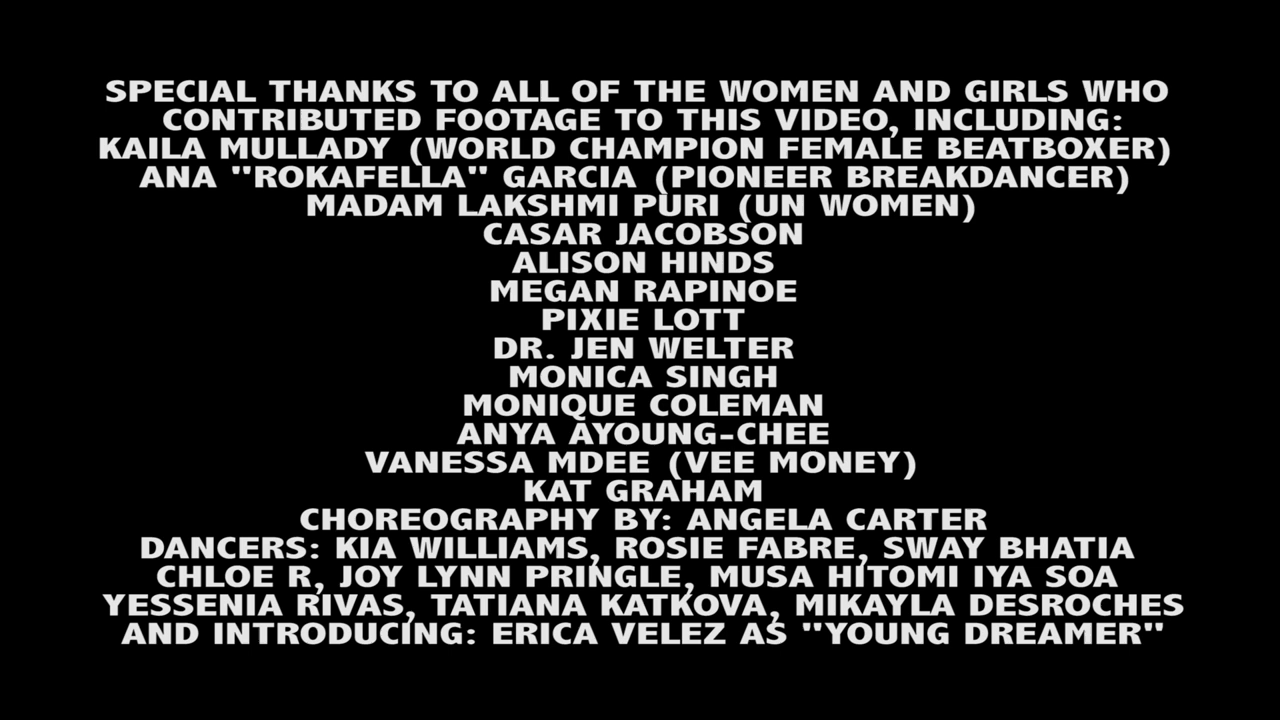 SPECIAL THANKS TO ALL OF THE WOMEN AND GIRLS WHO
CONTRIBUTED FOOTAGE TO THIS VIDEO, INCLUDING:
KAILA MULLADY (WORLD CHAMPION FEMALE BEATBOXER)
ANA "ROKAFELLA" GARCIA (PIONEER BREAKDANCER)
MADAM LAKSHMI PURI (UN WOMEN)
CASAR JACOBSON
ALISON HINDS
MEGAN RAPINOE
PIXIE LOTT
DR. JEN WELTER
MONICA SINGH
MONIQUE COLEMAN
ANYA AYOUNG-CHEE
VANESSA MDEE (VEE MONEY)
KAT GRAHAM
CHOREOGRAPHY BY: ANGELA CARTER
DANCERS: KIA WILLIAMS, ROSIE FABRE, SWAY BHATIA
CHLOE R, JOY LYNN PRINGLE, MUSA HITOMI IYA SOA
YESSENIA RIVAS, TATIANA KATKOVA, MIKAYLA DESROCHES
AND INTRODUCING: ERICA VELEZ AS "YOUNG DREAMER"